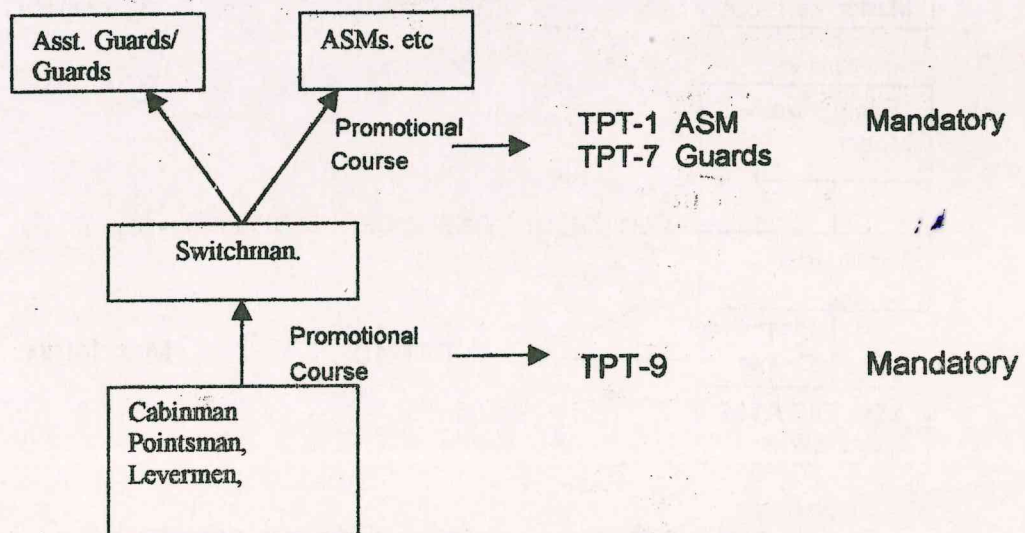 Asst. Guards/
Guards
ASMs. etc
Promotional
Course
TPT-1 ASM
TPT-7 Guards
Mandatory
Switchman.
Promotional
Course
TPT-9
Mandatory
Cabinman
Pointsman,
Levermen,